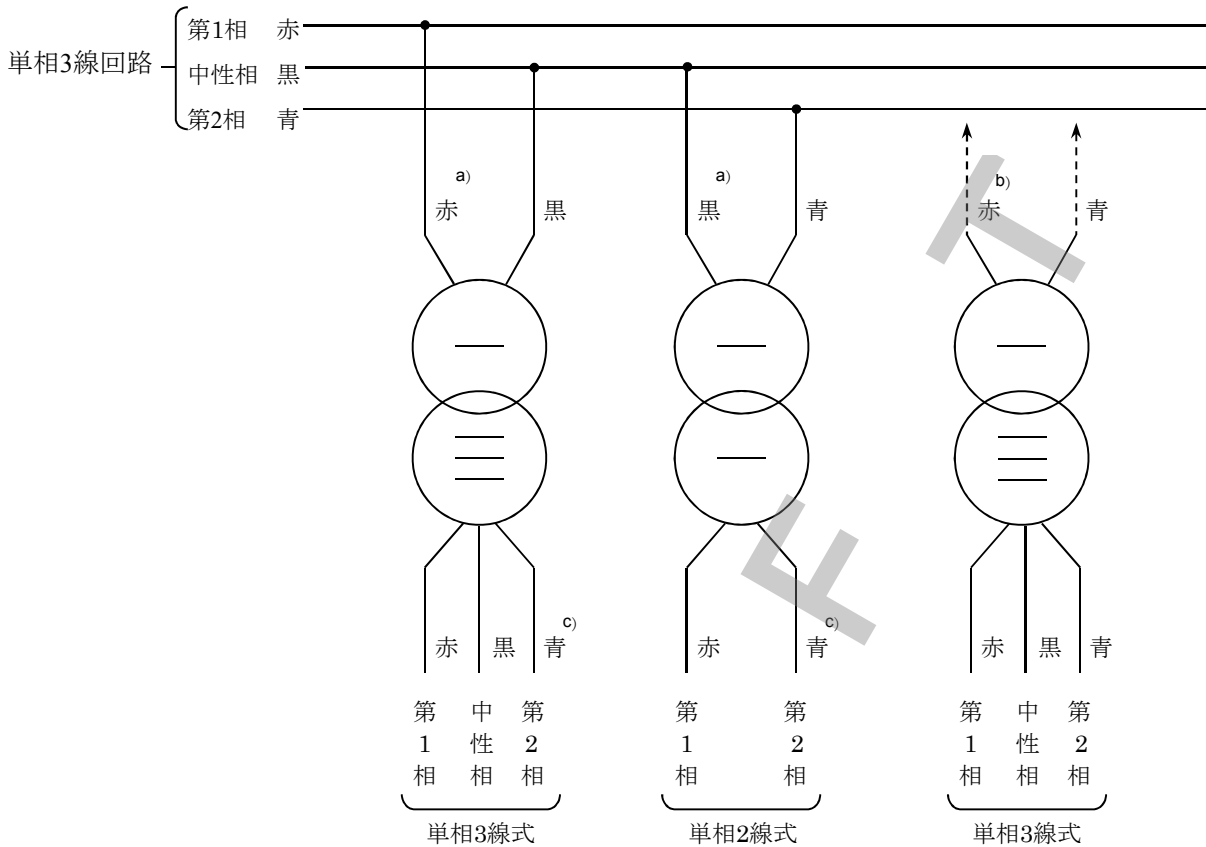 第1相 赤
単相3線回路 中性相 黒
第2相 青
a) a) b)
赤 黒 黒 青 赤 青
c) c)
赤 黒 青 赤 青 赤 黒 青
第1相 中性相 第2相 第1相 第2相 第1相 中性相 第2相
単相3線式 単相2線式 単相3線式
F T